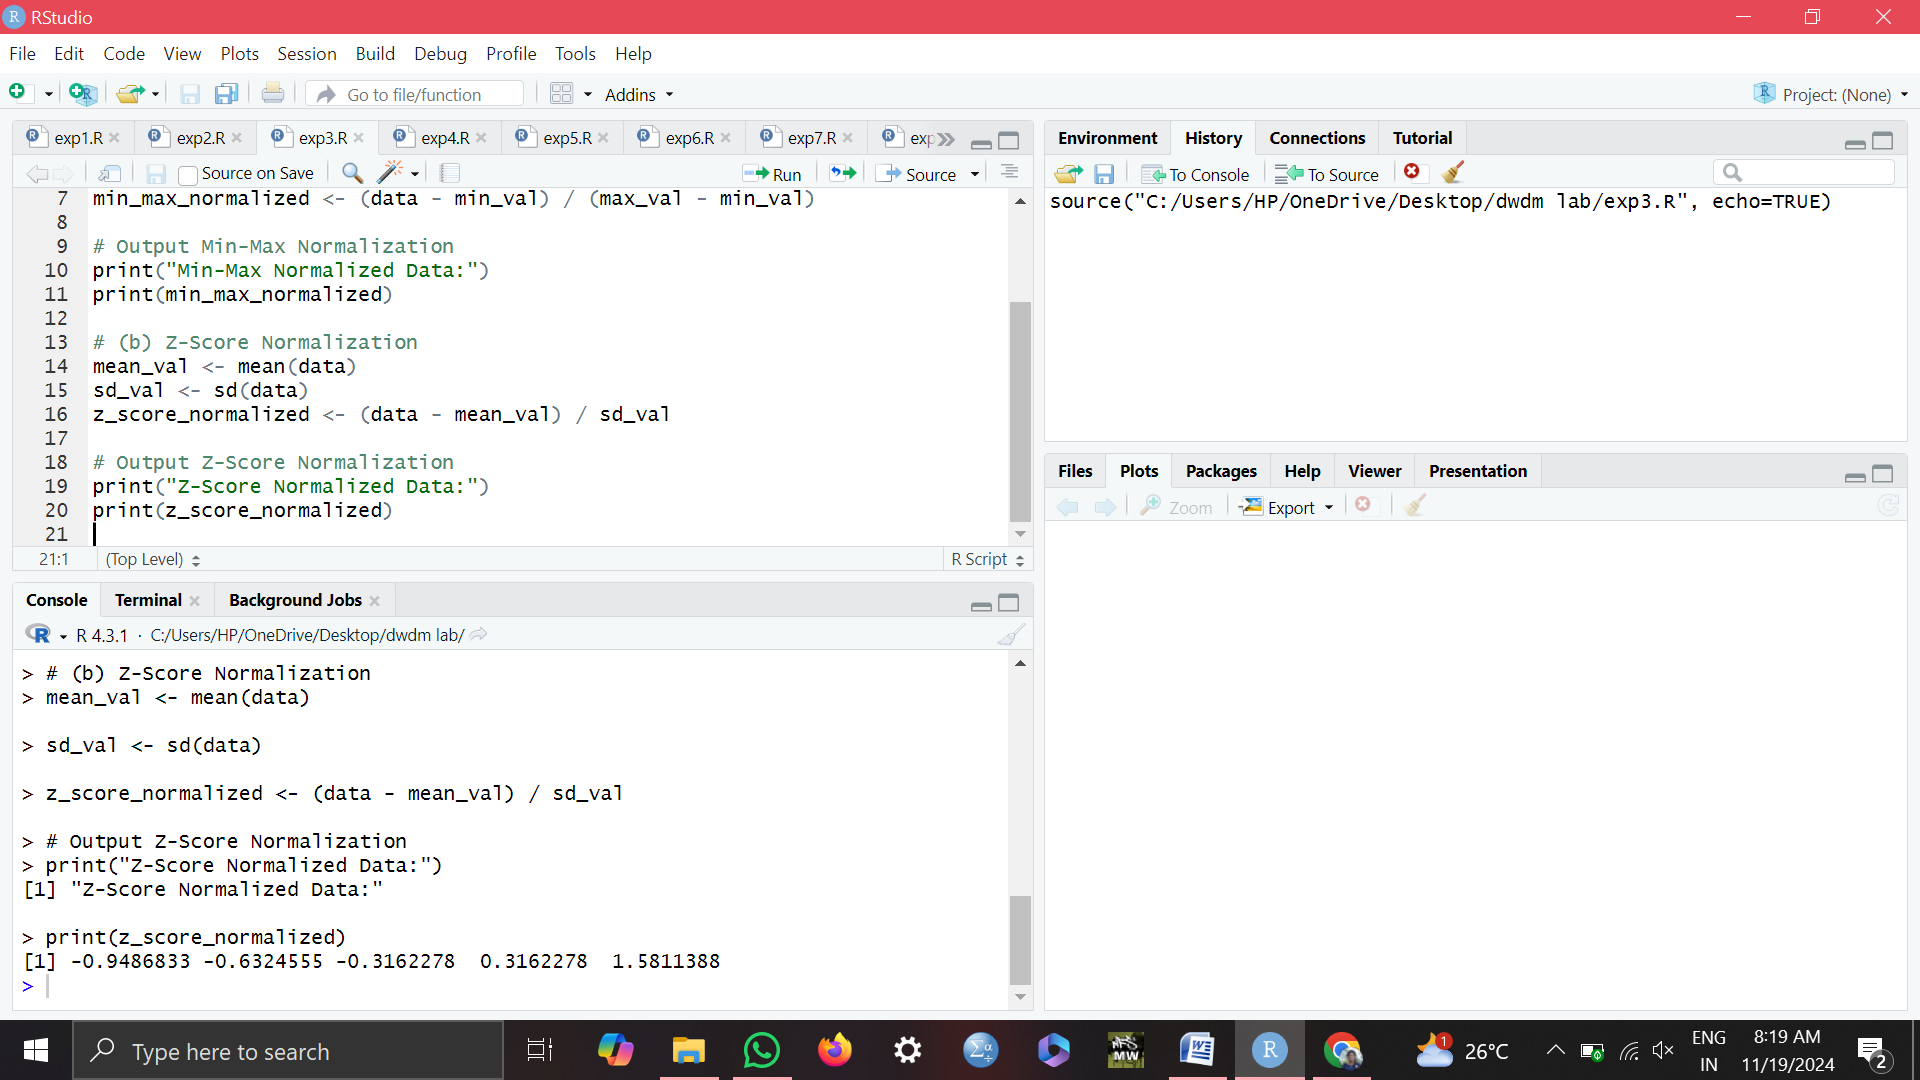 RStudio
File Edit Code View Plots Session Build Debug Profile Tools Help
Go to file/function Addins Project: (None)
exp1.R exp2.R exp3.R exp4.R exp5.R exp6.R exp7.R exp
Source on Save Run Source
7 min_max_normalized <- (data - min_val) / (max_val - min_val)
8
9 # Output Min-Max Normalization
10 print("Min-Max Normalized Data:")
11 print(min_max_normalized)
12
13 # (b) Z-Score Normalization
14 mean_val <- mean(data)
15 sd_val <- sd(data)
16 z_score_normalized <- (data - mean_val) / sd_val
17
18 # Output Z-Score Normalization
19 print("Z-Score Normalized Data:")
20 print(z_score_normalized)
21
21:1 (Top Level) R Script
Console Terminal Background Jobs
R 4.3.1 · C:/Users/HP/OneDrive/Desktop/dwdm lab/
> # (b) Z-Score Normalization
> mean_val <- mean(data)
> sd_val <- sd(data)
> z_score_normalized <- (data - mean_val) / sd_val
> # Output Z-Score Normalization
> print("Z-Score Normalized Data:")
[1] "Z-Score Normalized Data:"
> print(z_score_normalized)
[1] -0.9486833 -0.6324555 -0.3162278  0.3162278  1.5811388
>
Environment History Connections Tutorial
To Console To Source
source("C:/Users/HP/OneDrive/Desktop/dwdm lab/exp3.R", echo=TRUE)
Files Plots Packages Help Viewer Presentation
Zoom Export
Type here to search
26°C
ENG
IN
8:19 AM
11/19/2024
2